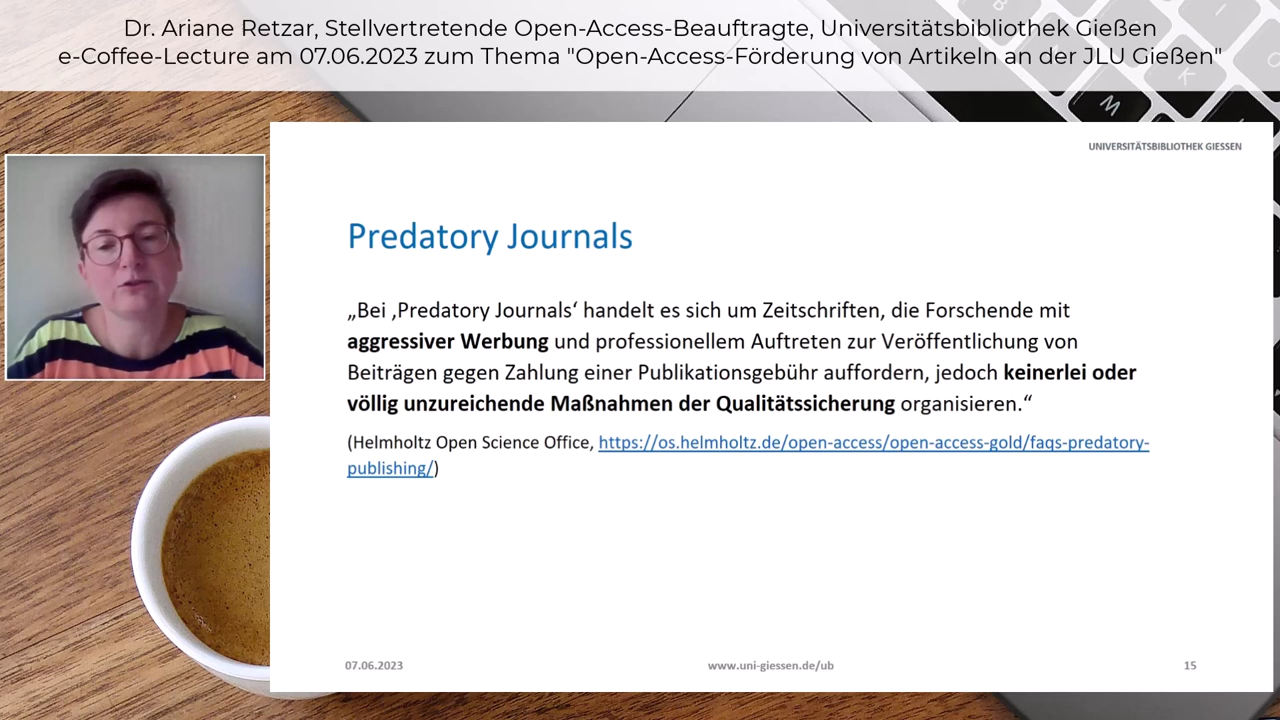 Dr. Ariane Retzar, Stellvertretende Open-Access-Beauftragte, Universitätsbibliothek Gießen
e-Coffee-Lecture am 07.06.2023 zum Thema "Open-Access-Förderung von Artikeln an der JLU Gießen"
UNIVERSITÄTSBIBLIOTHEK GIESSEN
Predatory Journals
„Bei ‚Predatory Journals‘ handelt es sich um Zeitschriften, die Forschende mit
aggressiver Werbung und professionellem Auftreten zur Veröffentlichung von
Beiträgen gegen Zahlung einer Publikationsgebühr auffordern, jedoch keinerlei oder
völlig unzureichende Maßnahmen der Qualitätssicherung organisieren.“
(Helmholtz Open Science Office, https://os.helmholtz.de/open-access/open-access-gold/faqs-predatory-
publishing/)
07.06.2023 www.uni-giessen.de/ub 15